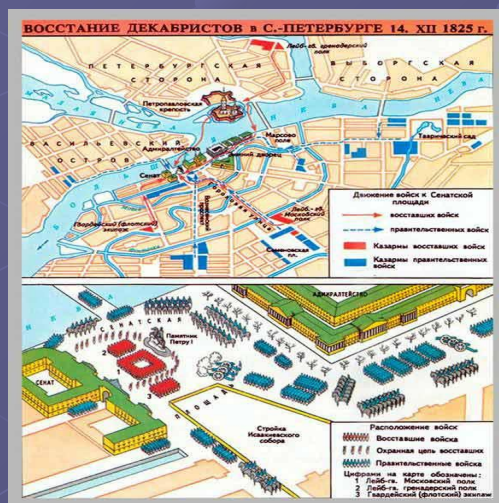 ВОССТАНИЕ ДЕКАБРИСТОВ в С.-ПЕТЕРБУРГЕ 14. XII 1825 г.
Лейб-гв. гренадерский
полк
ПЕТЕРБУРГСКАЯ
СТОРОНА
ВЫБОРГСКАЯ
СТОРОНА
Петропавловская
крепость
НЕВА
ВАСИЛЬЕВСКИЙ
ОСТРОВ
Адмиралтейство
Марсово
поле
Таврический сад
дворец
Сенат
Гвардейский (флотский)
экипаж
Лейб-гв.
Московский
полк
Семеновская
пл.
Движение войск к Сенатской
площади
восставших войск
правительственных
войск
Казармы восставших войск
Казармы правительственных
войск
АДМИРАЛТЕЙСТВО
СЕНАТСКАЯ
Памятник
Петру I
2
1
3
СЕНАТ
ПЛОЩАДЬ
Стройка
Исаакиевского
собора
Расположение войск
Восставшие войска
Охранная цепь восставших
Правительственные войска
Цифрами на карте обозначены:
1 Лейб-гв. Московский полк
2 Лейб-гв. гренадерский полк
3 Гвардейский (флотский) экипаж